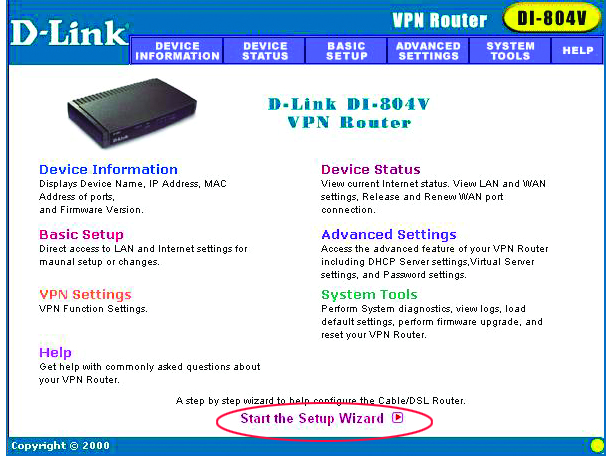 D-Link
VPN Router DI-804V
DEVICE INFORMATION
DEVICE STATUS
BASIC SETUP
ADVANCED SETTINGS
SYSTEM TOOLS
HELP
D-Link
D-Link DI-804V
VPN Router
Device Information
Displays Device Name, IP Address, MAC
Address of ports,
and Firmware Version.
Device Status
View current Internet status. View LAN and WAN
settings, Release and Renew WAN port
connection.
Basic Setup
Direct access to LAN and Internet settings for
maunal setup or changes.
Advanced Settings
Access the advanced feature of your VPN Router
including DHCP Server settings,Virtual Server
settings, and Password settings.
VPN Settings
VPN Function Settings.
System Tools
Perform System diagnostics, view logs, load
default settings, perform firmware upgrade, and
reset your VPN Router.
Help
Get help with commonly asked questions about
your VPN Router.
A step by step wizard to help configure the Cable/DSL Router.
Start the Setup Wizard
Copyright © 2000